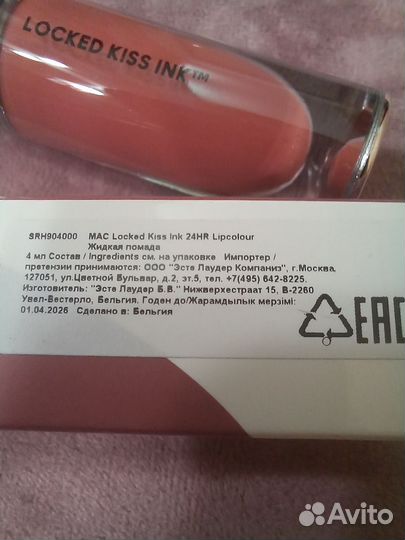 LOCKED KISS INK™
SRH904000 MAC Locked Kiss Ink 24HR Lipcolour
Жидкая помада
4 мл Состав / Ingredients см. на упаковке Импортер /
претензии принимаются: ООО "Эсте Лаудер Компаниз", г.Москва,
127051, ул.Цветной Бульвар, д.2, эт.5, тел. +7(495) 642-8225.
Изготовитель: "Эсте Лаудер Б.В." Нижверхестраат 15, B-2260
Увел-Вестерло, Бельгия. Годен до/Жарамдылык мерзімі:
01.04.2026 Сделано в: Бельгия
EAC
Avito